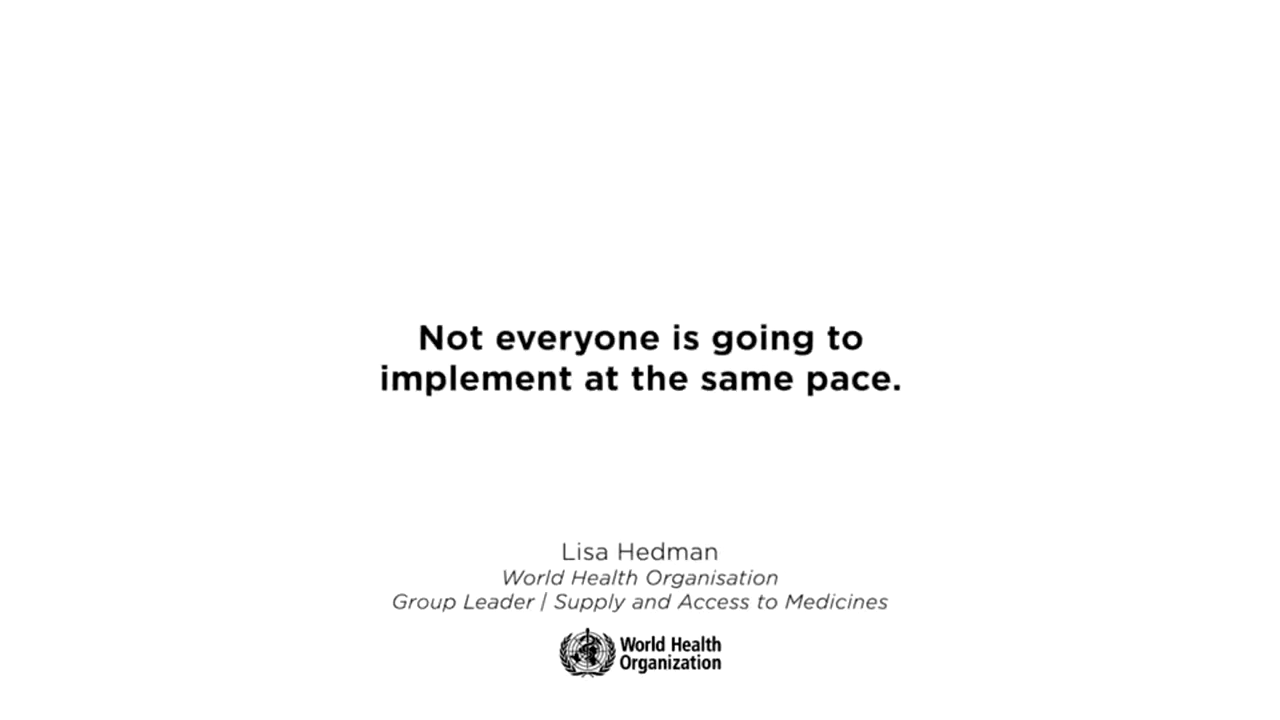 Not everyone is going to
implement at the same pace.
Lisa Hedman
World Health Organisation
Group Leader | Supply and Access to Medicines
World Health
Organization